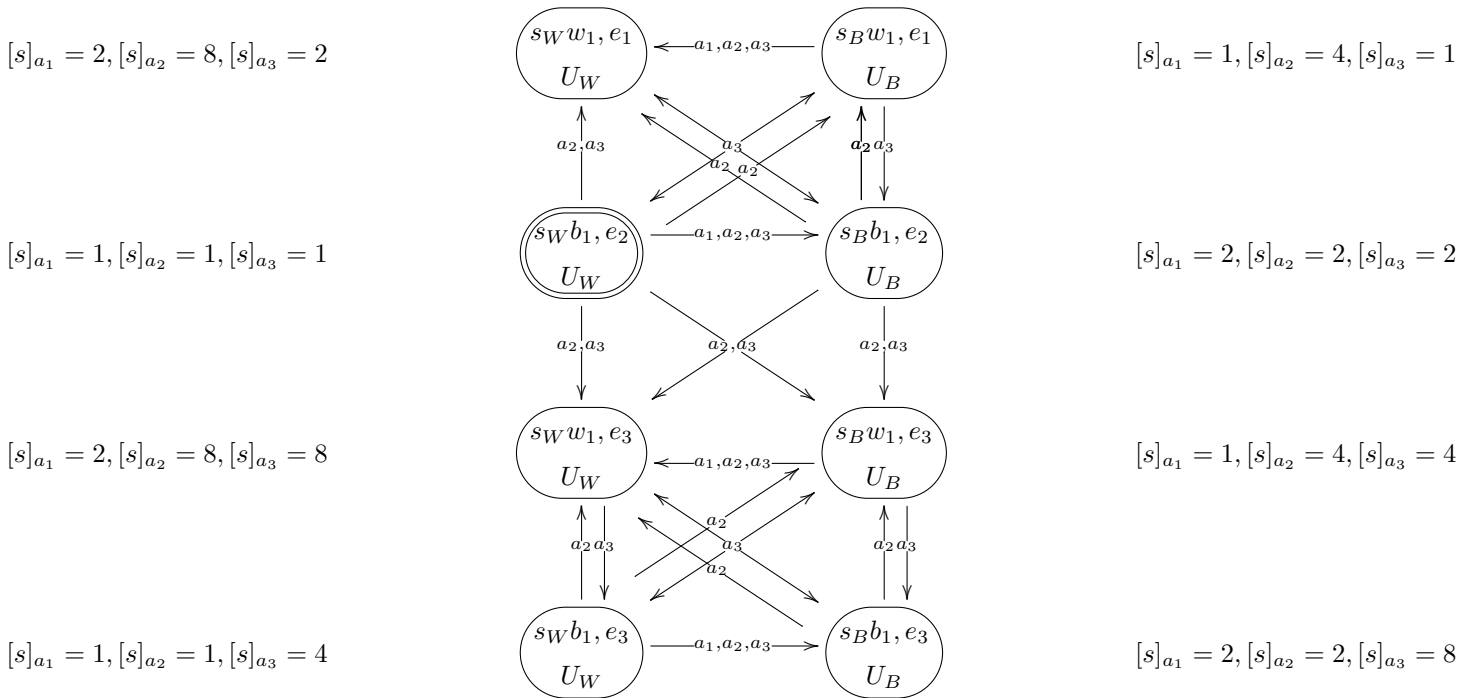 [s]_{a_1} = 2, [s]_{a_2} = 8, [s]_{a_3} = 2
s_W w_1, e_1
U_W
a_1,a_2,a_3
s_B w_1, e_1
U_B
[s]_{a_1} = 1, [s]_{a_2} = 4, [s]_{a_3} = 1
a_2,a_3
a_3
a_2
a_2
a_2
a_3
[s]_{a_1} = 1, [s]_{a_2} = 1, [s]_{a_3} = 1
s_W b_1, e_2
U_W
a_1,a_2,a_3
s_B b_1, e_2
U_B
[s]_{a_1} = 2, [s]_{a_2} = 2, [s]_{a_3} = 2
a_2,a_3
a_2,a_3
a_2,a_3
[s]_{a_1} = 2, [s]_{a_2} = 8, [s]_{a_3} = 8
s_W w_1, e_3
U_W
a_1,a_2,a_3
s_B w_1, e_3
U_B
[s]_{a_1} = 1, [s]_{a_2} = 4, [s]_{a_3} = 4
a_2
a_3
a_2
a_3
a_2
a_2
a_3
[s]_{a_1} = 1, [s]_{a_2} = 1, [s]_{a_3} = 4
s_W b_1, e_3
U_W
a_1,a_2,a_3
s_B b_1, e_3
U_B
[s]_{a_1} = 2, [s]_{a_2} = 2, [s]_{a_3} = 8